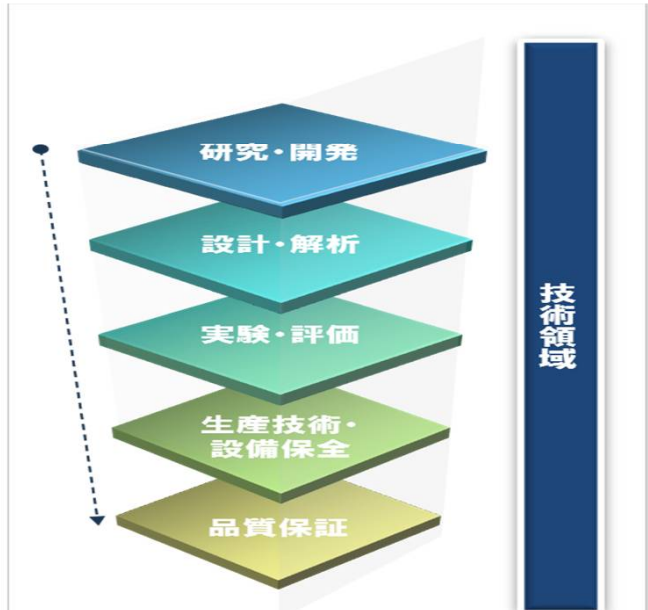 研究・開発
設計・解析
実験・評価
生産技術・
設備保全
品質保証
技術領域